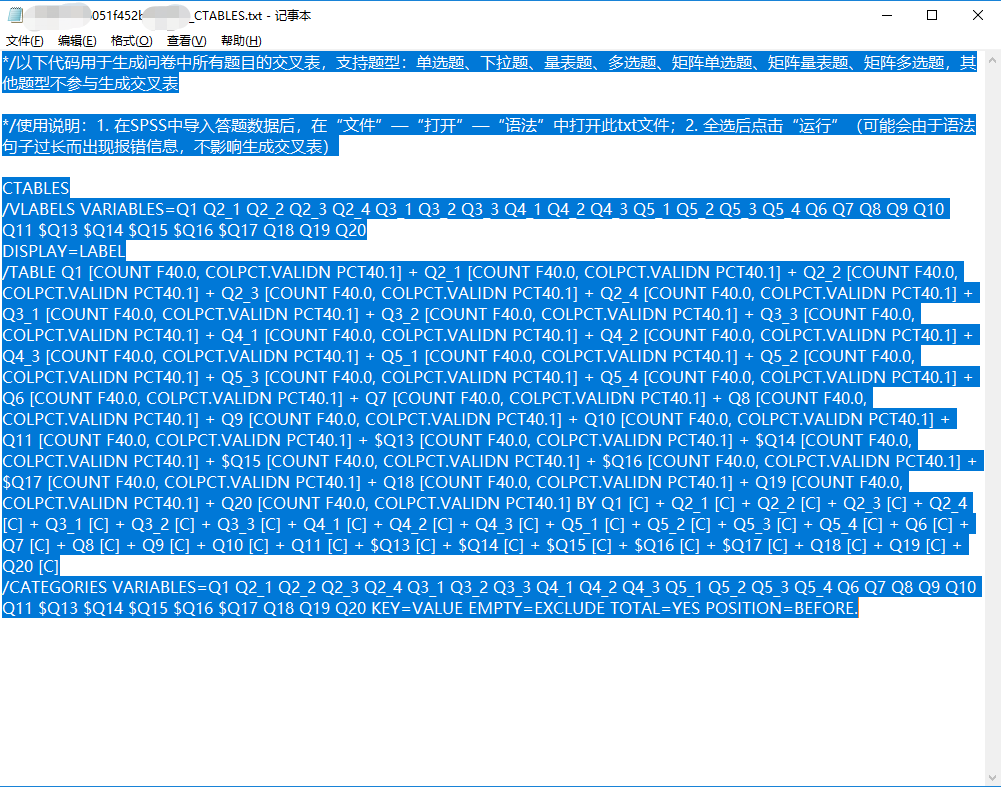 051f452b _CTABLES.txt - 记事本
文件(F) 编辑(E) 格式(O) 查看(V) 帮助(H)
*/以下代码用于生成问卷中所有题目的交叉表，支持题型：单选题、下拉题、量表题、多选题、矩阵单选题、矩阵量表题、矩阵多选题，其
他题型不参与生成交叉表
*/使用说明：1. 在SPSS中导入答题数据后，在“文件”—“打开”—“语法”中打开此txt文件；2. 全选后点击“运行”（可能会由于语法
句子过长而出现报错信息，不影响生成交叉表）
CTABLES
/VLABELS VARIABLES=Q1 Q2_1 Q2_2 Q2_3 Q2_4 Q3_1 Q3_2 Q3_3 Q4_1 Q4_2 Q4_3 Q5_1 Q5_2 Q5_3 Q5_4 Q6 Q7 Q8 Q9 Q10
Q11 $Q13 $Q14 $Q15 $Q16 $Q17 Q18 Q19 Q20
DISPLAY=LABEL
/TABLE Q1 [COUNT F40.0, COLPCT.VALIDN PCT40.1] + Q2_1 [COUNT F40.0, COLPCT.VALIDN PCT40.1] + Q2_2 [COUNT F40.0,
COLPCT.VALIDN PCT40.1] + Q2_3 [COUNT F40.0, COLPCT.VALIDN PCT40.1] + Q2_4 [COUNT F40.0, COLPCT.VALIDN PCT40.1] +
Q3_1 [COUNT F40.0, COLPCT.VALIDN PCT40.1] + Q3_2 [COUNT F40.0, COLPCT.VALIDN PCT40.1] + Q3_3 [COUNT F40.0,
COLPCT.VALIDN PCT40.1] + Q4_1 [COUNT F40.0, COLPCT.VALIDN PCT40.1] + Q4_2 [COUNT F40.0, COLPCT.VALIDN PCT40.1] +
Q4_3 [COUNT F40.0, COLPCT.VALIDN PCT40.1] + Q5_1 [COUNT F40.0, COLPCT.VALIDN PCT40.1] + Q5_2 [COUNT F40.0,
COLPCT.VALIDN PCT40.1] + Q5_3 [COUNT F40.0, COLPCT.VALIDN PCT40.1] + Q5_4 [COUNT F40.0, COLPCT.VALIDN PCT40.1] +
Q6 [COUNT F40.0, COLPCT.VALIDN PCT40.1] + Q7 [COUNT F40.0, COLPCT.VALIDN PCT40.1] + Q8 [COUNT F40.0,
COLPCT.VALIDN PCT40.1] + Q9 [COUNT F40.0, COLPCT.VALIDN PCT40.1] + Q10 [COUNT F40.0, COLPCT.VALIDN PCT40.1] +
Q11 [COUNT F40.0, COLPCT.VALIDN PCT40.1] + $Q13 [COUNT F40.0, COLPCT.VALIDN PCT40.1] + $Q14 [COUNT F40.0,
COLPCT.VALIDN PCT40.1] + $Q15 [COUNT F40.0, COLPCT.VALIDN PCT40.1] + $Q16 [COUNT F40.0, COLPCT.VALIDN PCT40.1] +
$Q17 [COUNT F40.0, COLPCT.VALIDN PCT40.1] + Q18 [COUNT F40.0, COLPCT.VALIDN PCT40.1] + Q19 [COUNT F40.0,
COLPCT.VALIDN PCT40.1] + Q20 [COUNT F40.0, COLPCT.VALIDN PCT40.1] BY Q1 [C] + Q2_1 [C] + Q2_2 [C] + Q2_3 [C] + Q2_4
[C] + Q3_1 [C] + Q3_2 [C] + Q3_3 [C] + Q4_1 [C] + Q4_2 [C] + Q4_3 [C] + Q5_1 [C] + Q5_2 [C] + Q5_3 [C] + Q5_4 [C] + Q6 [C] +
Q7 [C] + Q8 [C] + Q9 [C] + Q10 [C] + Q11 [C] + $Q13 [C] + $Q14 [C] + $Q15 [C] + $Q16 [C] + $Q17 [C] + Q18 [C] + Q19 [C] +
Q20 [C]
/CATEGORIES VARIABLES=Q1 Q2_1 Q2_2 Q2_3 Q2_4 Q3_1 Q3_2 Q3_3 Q4_1 Q4_2 Q4_3 Q5_1 Q5_2 Q5_3 Q5_4 Q6 Q7 Q8 Q9 Q10
Q11 $Q13 $Q14 $Q15 $Q16 $Q17 Q18 Q19 Q20 KEY=VALUE EMPTY=EXCLUDE TOTAL=YES POSITION=BEFORE.